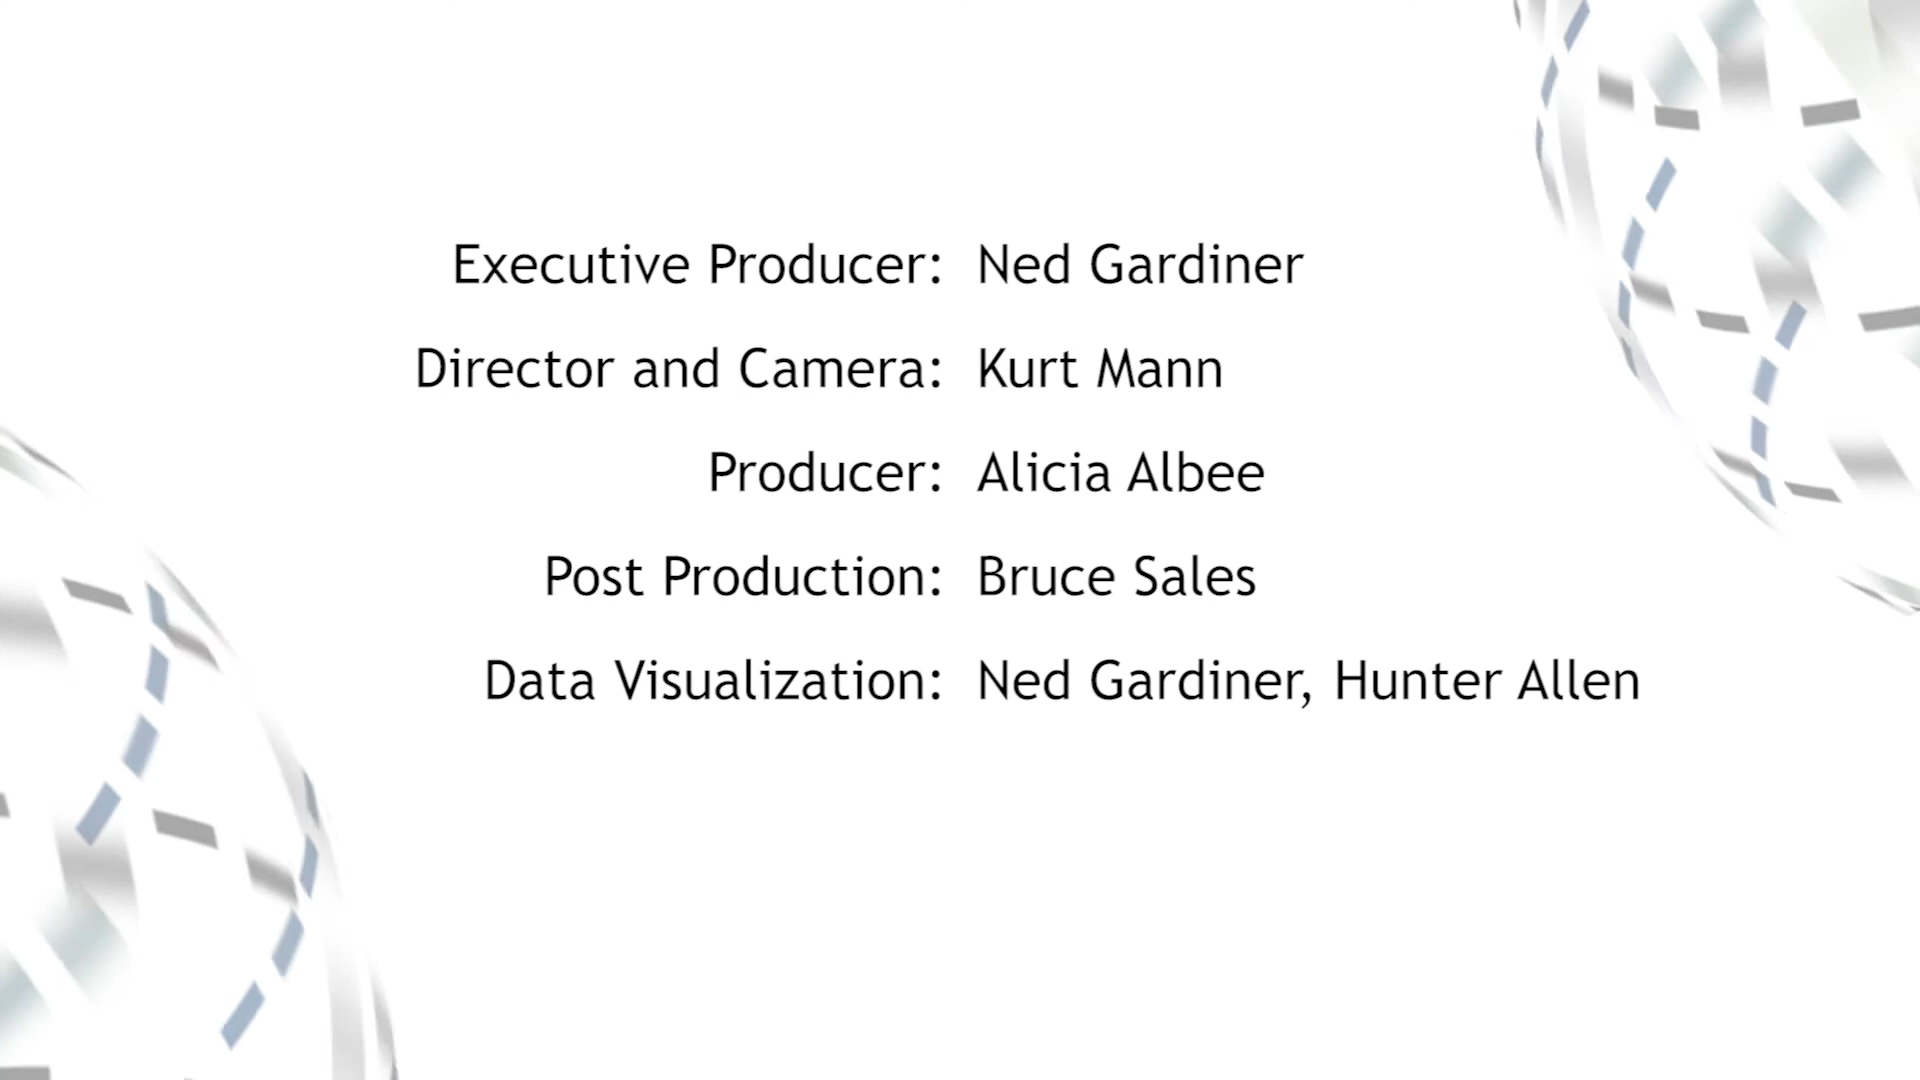 Executive Producer: Ned Gardiner
Director and Camera: Kurt Mann
Producer: Alicia Albee
Post Production: Bruce Sales
Data Visualization: Ned Gardiner, Hunter Allen